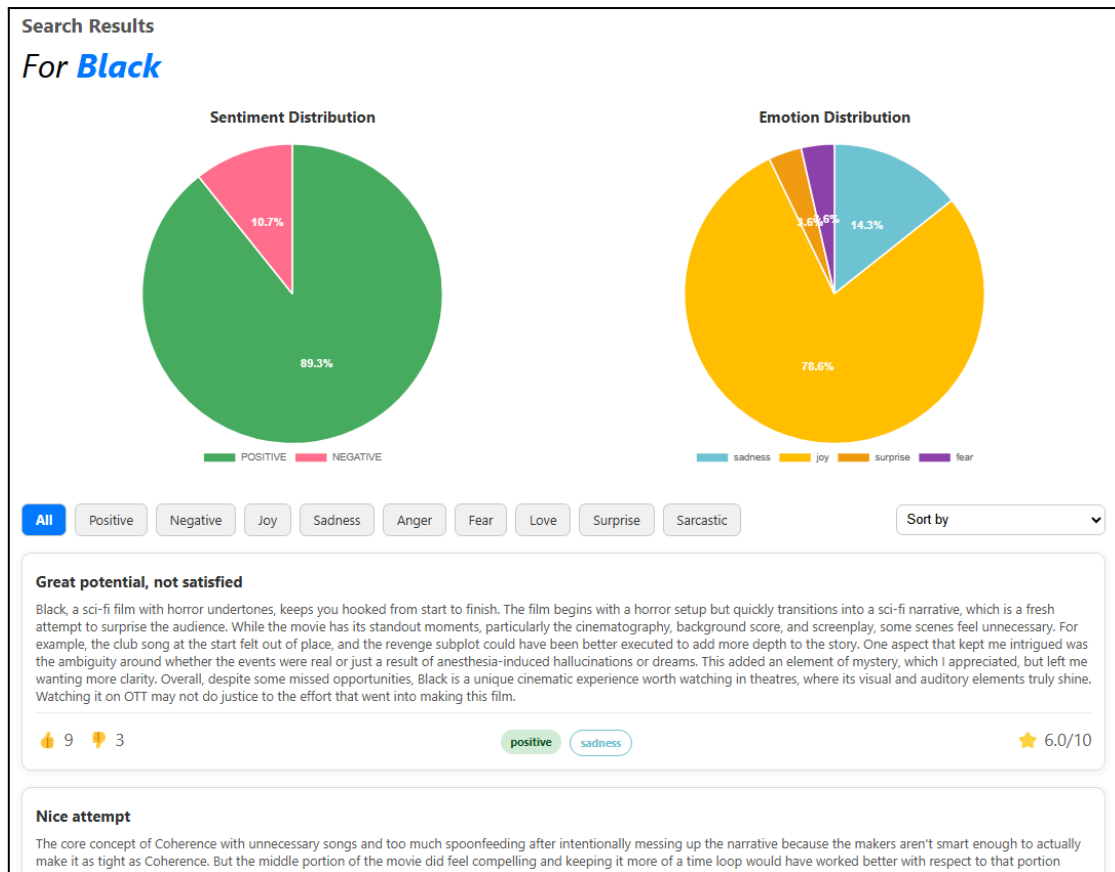 Search Results
For Black
Sentiment Distribution
10.7%
89.3%
POSITIVE NEGATIVE
Emotion Distribution
3.6% 6%
14.3%
78.6%
sadness joy surprise fear
All Positive Negative Joy Sadness Anger Fear Love Surprise Sarcastic Sort by
Great potential, not satisfied
Black, a sci-fi film with horror undertones, keeps you hooked from start to finish. The film begins with a horror setup but quickly transitions into a sci-fi narrative, which is a fresh
attempt to surprise the audience. While the movie has its standout moments, particularly the cinematography, background score, and screenplay, some scenes feel unnecessary. For
example, the club song at the start felt out of place, and the revenge subplot could have been better executed to add more depth to the story. One aspect that kept me intrigued was
the ambiguity around whether the events were real or just a result of anesthesia-induced hallucinations or dreams. This added an element of mystery, which I appreciated, but left me
wanting more clarity. Overall, despite some missed opportunities, Black is a unique cinematic experience worth watching in theatres, where its visual and auditory elements truly shine.
Watching it on OTT may not do justice to the effort that went into making this film.
9 3 positive sadness 6.0/10
Nice attempt
The core concept of Coherence with unnecessary songs and too much spoonfeeding after intentionally messing up the narrative because the makers aren't smart enough to actually
make it as tight as Coherence. But the middle portion of the movie did feel compelling and keeping it more of a time loop would have worked better with respect to that portion